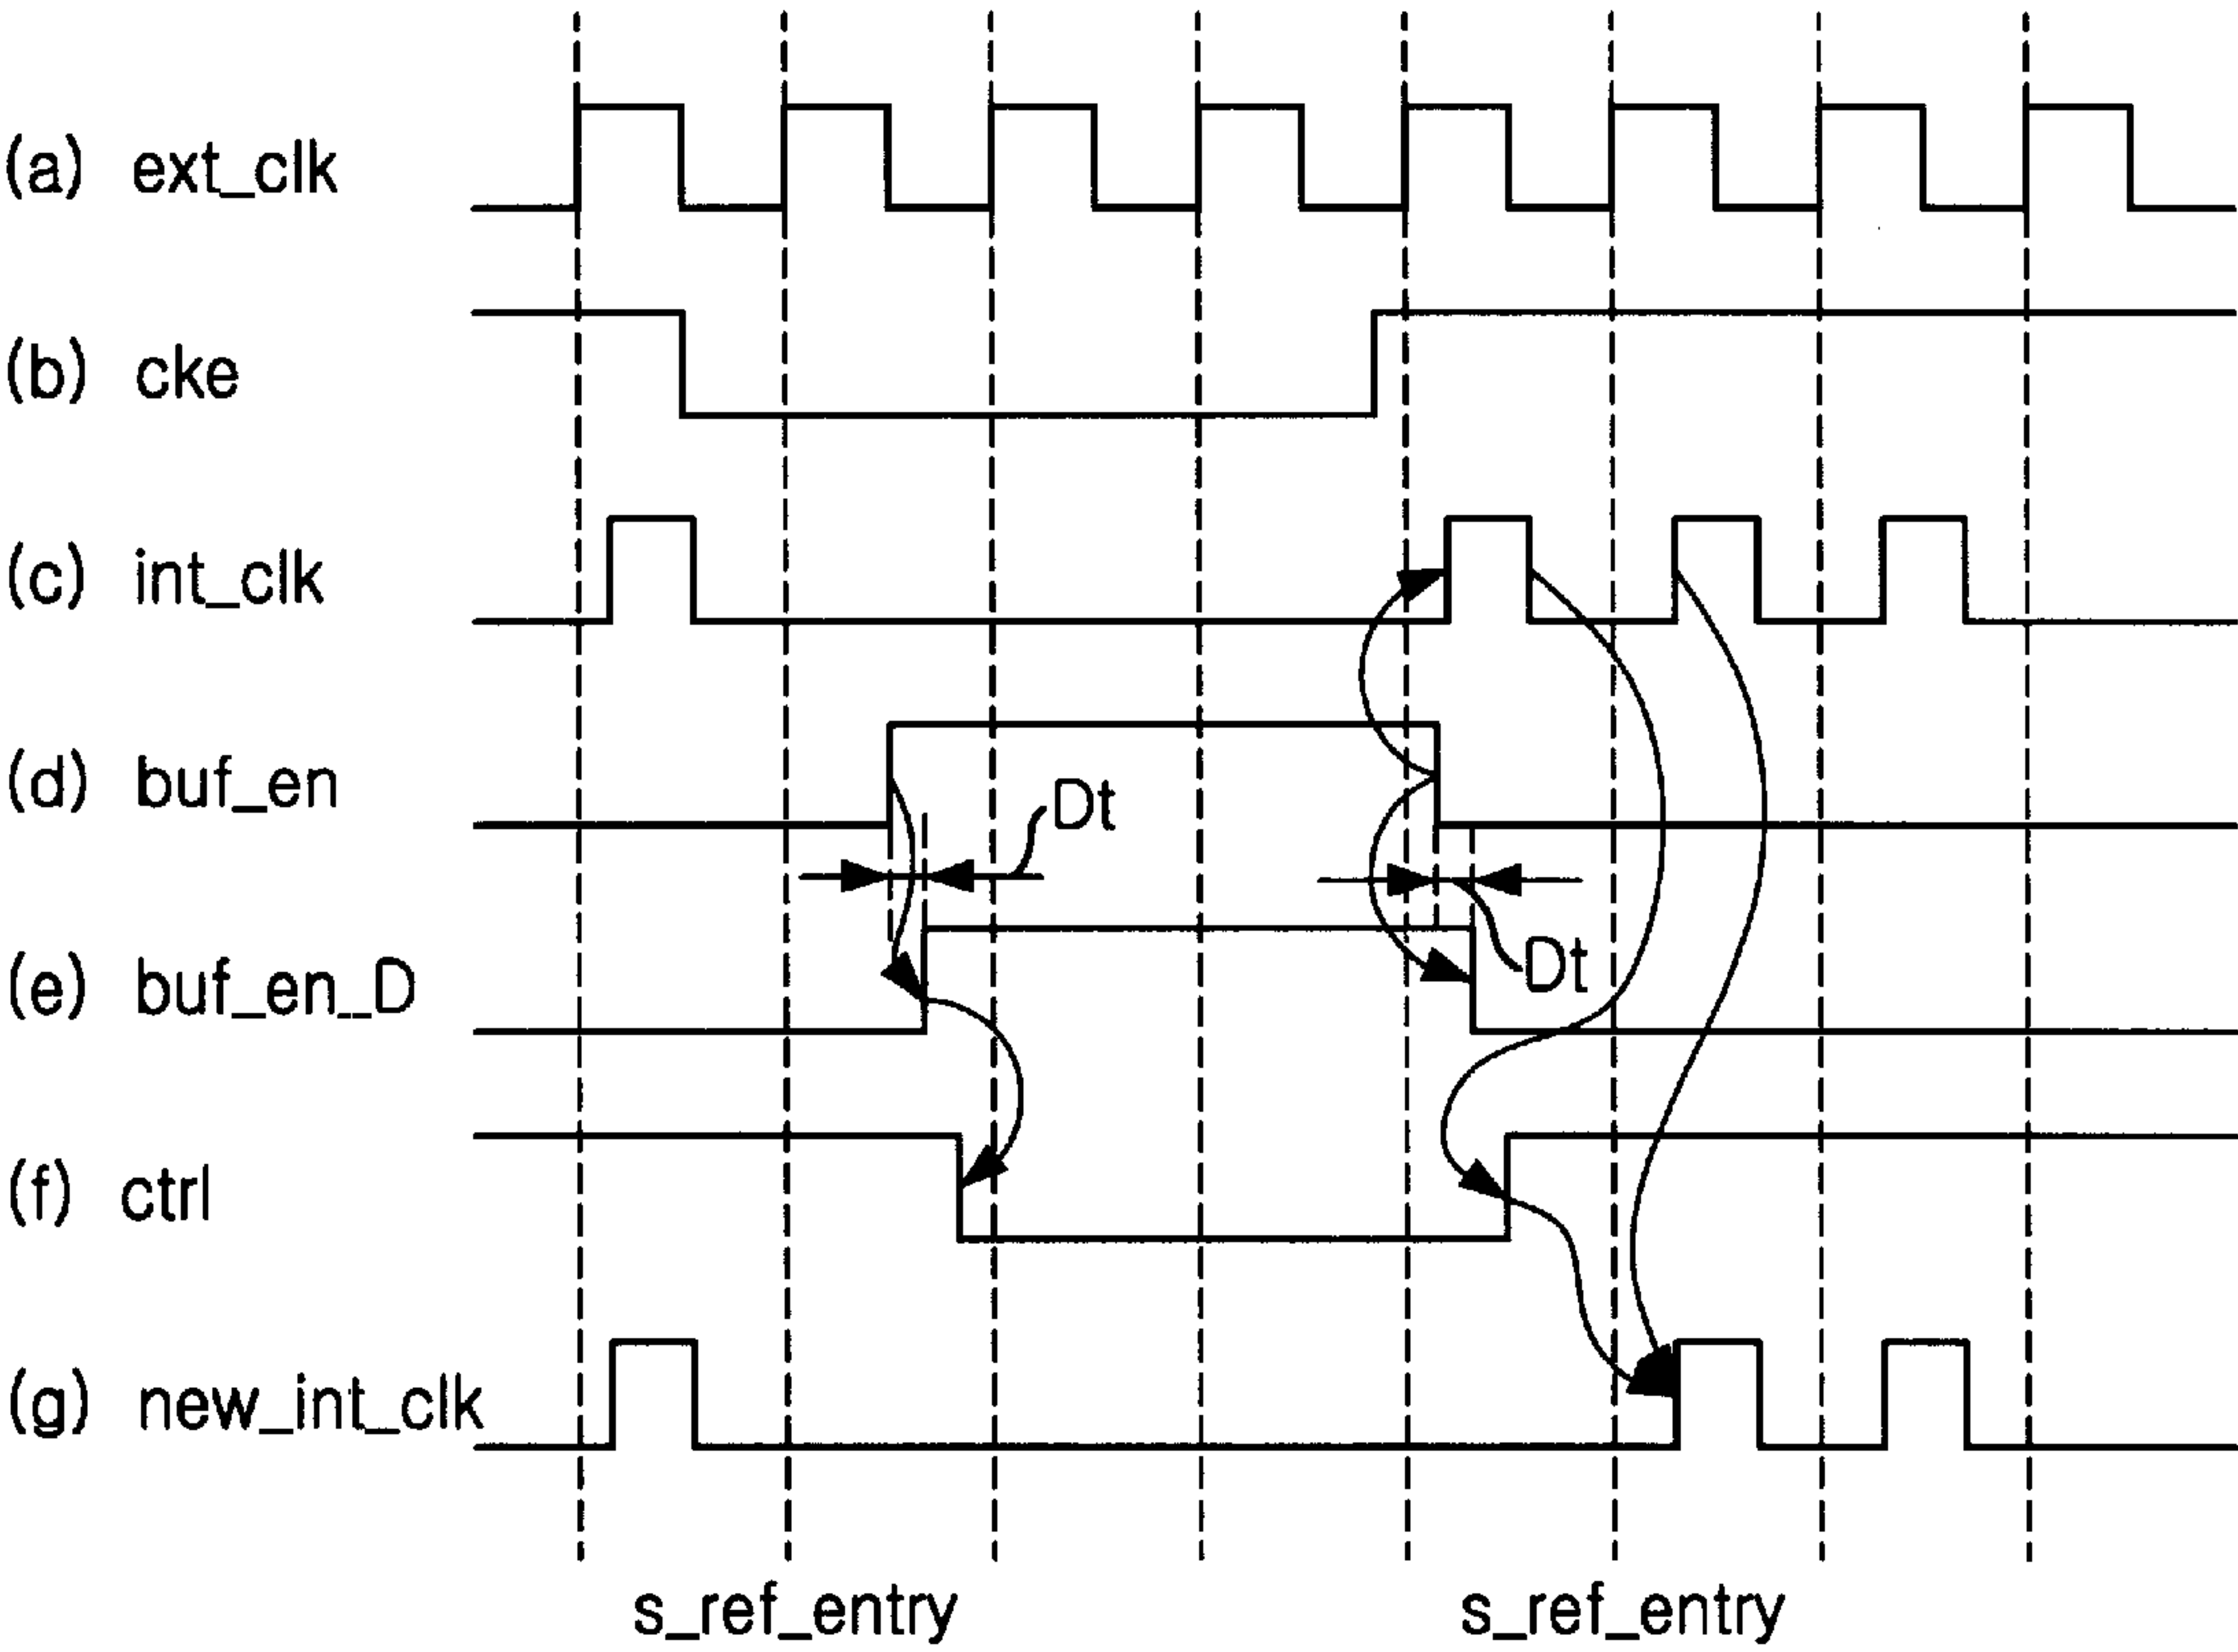 (a) ext_clk
(b) cke
(c) int_clk
(d) buf_en
Dt
(e) buf_en_D
Dt
(f) ctrl
(g) new_int_clk
s_ref_entry s_ref_entry